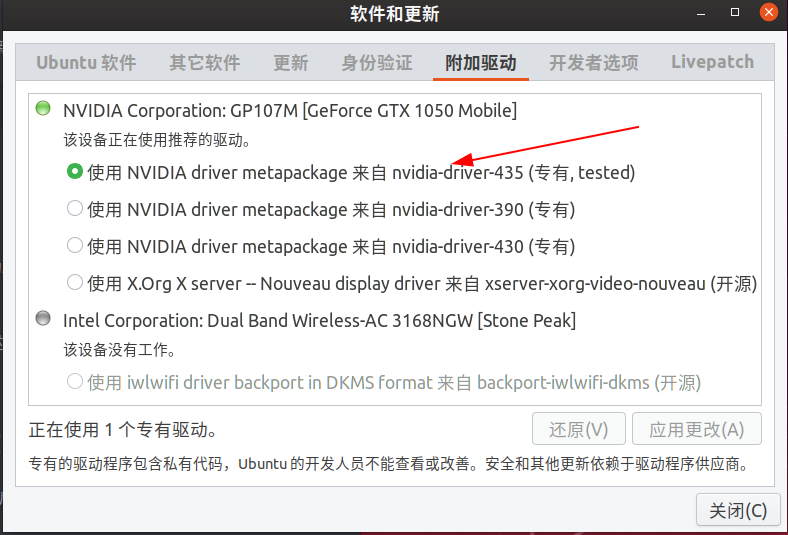 软件和更新
Ubuntu 软件 其它软件 更新 身份验证 附加驱动 开发者选项 Livepatch
NVIDIA Corporation: GP107M [GeForce GTX 1050 Mobile]
该设备正在使用推荐的驱动。
使用 NVIDIA driver metapackage 来自 nvidia-driver-435 (专有, tested)
使用 NVIDIA driver metapackage 来自 nvidia-driver-390 (专有)
使用 NVIDIA driver metapackage 来自 nvidia-driver-430 (专有)
使用 X.Org X server -- Nouveau display driver 来自 xserver-xorg-video-nouveau (开源)
Intel Corporation: Dual Band Wireless-AC 3168NGW [Stone Peak]
该设备没有工作。
使用 iwlwifi driver backport in DKMS format 来自 backport-iwlwifi-dkms (开源)
正在使用 1 个专有驱动。 还原(V) 应用更改(A)
专有的驱动程序包含私有代码，Ubuntu 的开发人员不能查看或改善。安全和其他更新依赖于驱动程序供应商。
关闭(C)